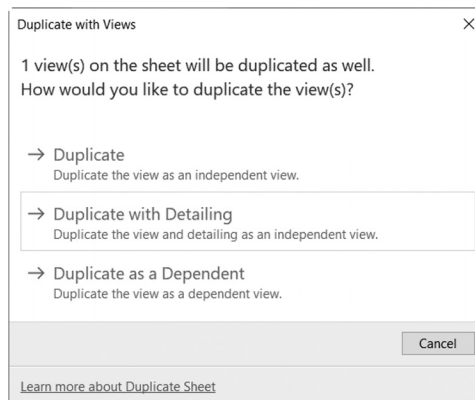 Duplicate with Views
1 view(s) on the sheet will be duplicated as well.
How would you like to duplicate the view(s)?
→ Duplicate
Duplicate the view as an independent view.
→ Duplicate with Detailing
Duplicate the view and detailing as an independent view.
→ Duplicate as a Dependent
Duplicate the view as a dependent view.
Cancel
Learn more about Duplicate Sheet